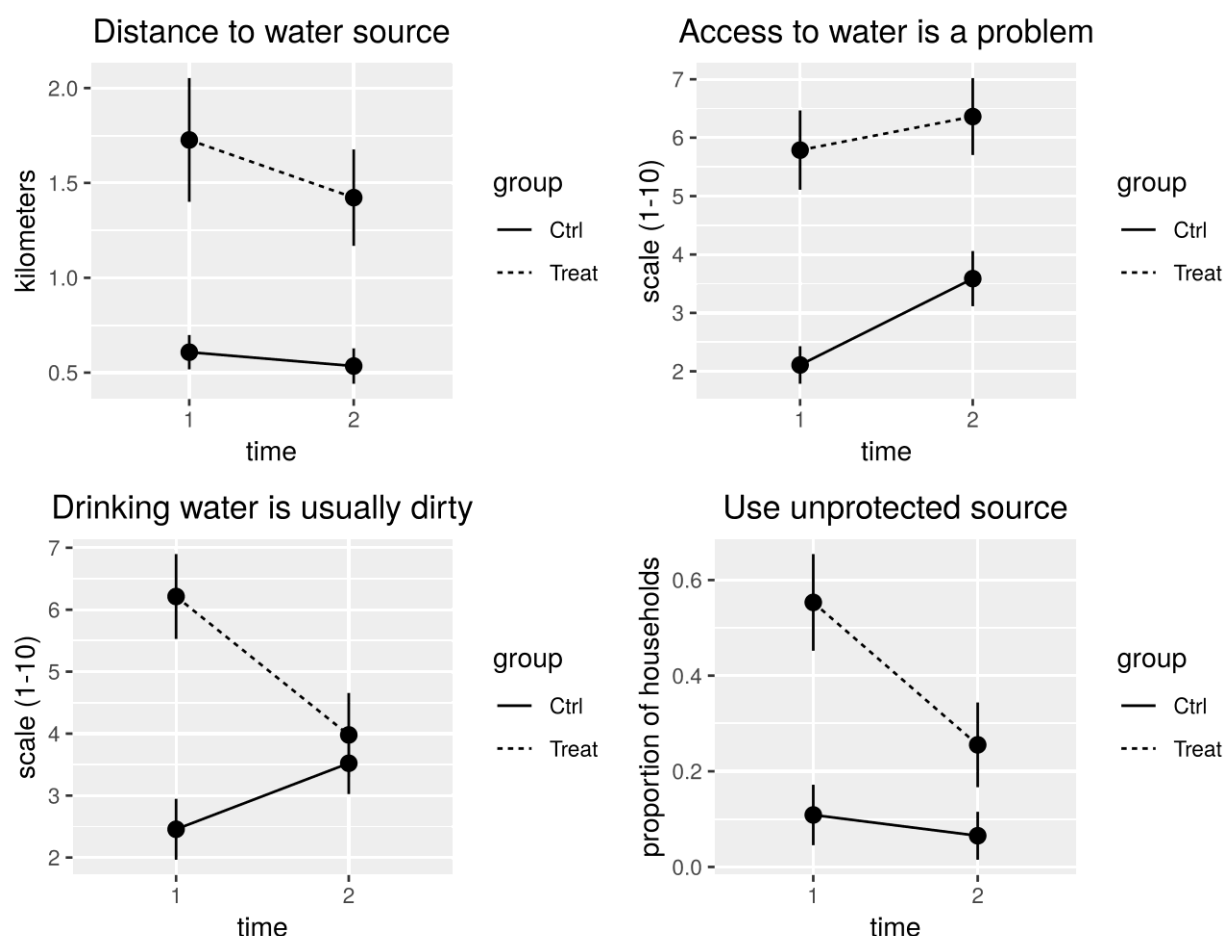 Distance to water source
kilometers
2.0
1.5
1.0
0.5
1
2
time
group
Ctrl
Treat
Access to water is a problem
scale (1-10)
7
6
5
4
3
2
1
2
time
group
Ctrl
Treat
Drinking water is usually dirty
scale (1-10)
7
6
5
4
3
2
1
2
time
group
Ctrl
Treat
Use unprotected source
proportion of households
0.6
0.4
0.2
0.0
1
2
time
group
Ctrl
Treat